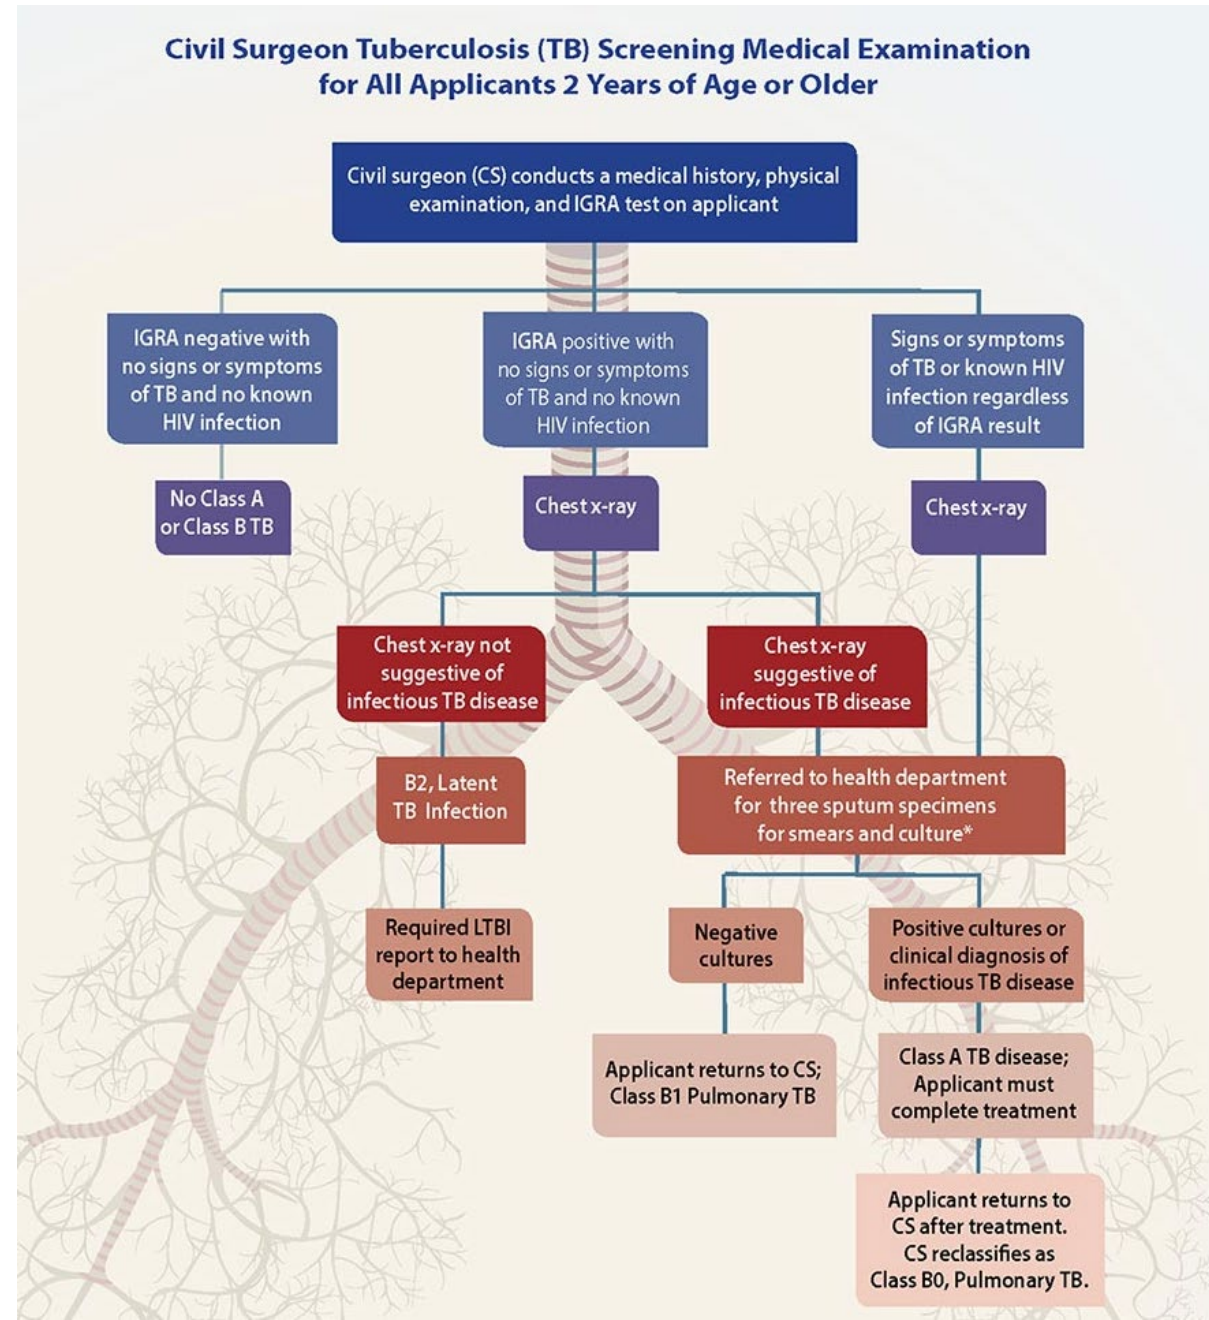 Civil Surgeon Tuberculosis (TB) Screening Medical Examination
for All Applicants 2 Years of Age or Older
Civil surgeon (CS) conducts a medical history, physical
examination, and IGRA test on applicant
IGRA negative with
no signs or symptoms
of TB and no known
HIV infection
IGRA positive with
no signs or symptoms
of TB and no known
HIV infection
Signs or symptoms
of TB or known HIV
infection regardless
of IGRA result
No Class A
or Class B TB
Chest x-ray
Chest x-ray
Chest x-ray not
suggestive of
infectious TB disease
Chest x-ray
suggestive of
infectious TB disease
B2, Latent
TB Infection
Referred to health department
for three sputum specimens
for smears and culture*
Required LTBI
report to health
department
Negative
cultures
Positive cultures or
clinical diagnosis of
infectious TB disease
Applicant returns to CS;
Class B1 Pulmonary TB
Class A TB disease;
Applicant must
complete treatment
Applicant returns to
CS after treatment.
CS reclassifies as
Class B0, Pulmonary TB.